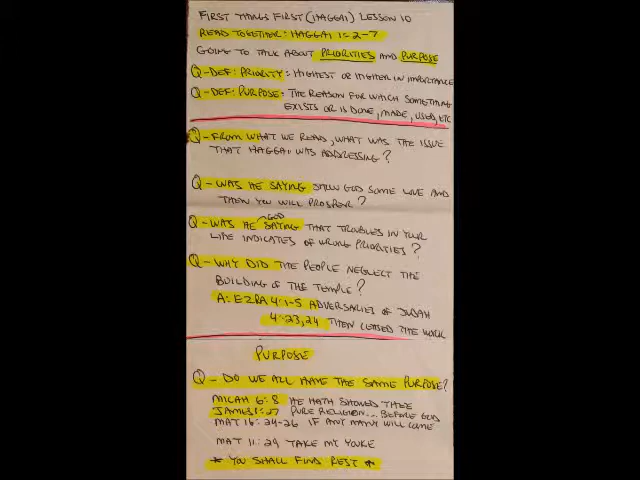 FIRST THINGS FIRST (HAGGAI) LESSON 10
READ TOGETHER: HAGGAI 1:2-7
GOING TO TALK ABOUT PRIORITIES AND PURPOSE
Q-DEF: PRIORITY: HIGHEST OR HIGHER IN IMPORTANCE
Q-DEF: PURPOSE: THE REASON FOR WHICH SOMETHING
EXISTS OR IS DONE, MADE, USED, ETC
Q-FROM WHAT WE READ, WHAT WAS THE ISSUE
THAT HAGGAI WAS ADDRESSING?
Q-WAS HE SAYING SHOW GOD SOME LOVE AND
THEN YOU WILL PROSPER?
GOD
Q-WAS HE SAYING THAT TROUBLES IN YOUR
LIFE INDICATES OF WRONG PRIORITIES?
Q-WHY DID THE PEOPLE NEGLECT THE
BUILDING OF THE TEMPLE?
A: EZRA 4:1-5 ADVERSARIES OF JUDAH
4:23,24 THEN CEASED THE WORK
PURPOSE
Q-DO WE ALL HAVE THE SAME PURPOSE?
MICAH 6:8 HE HATH SHOWED THEE
JAMES 1:27 PURE RELIGION... BEFORE GOD
MAT 16:24-26 IF ANY MANY WILL COME
MAT 11:29 TAKE MY YOKE
* YOU SHALL FIND REST *